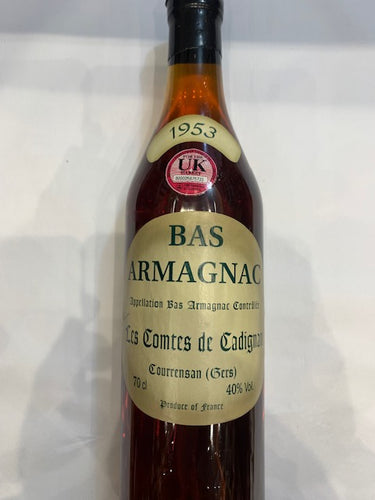 1953
UK
BAS
ARMAGNAC
Appellation Bas Armagnac Contrôlée
Les Comtes de Cadignan
Courrensan (Gers)
70 cl
40% Vol.
Produce of France